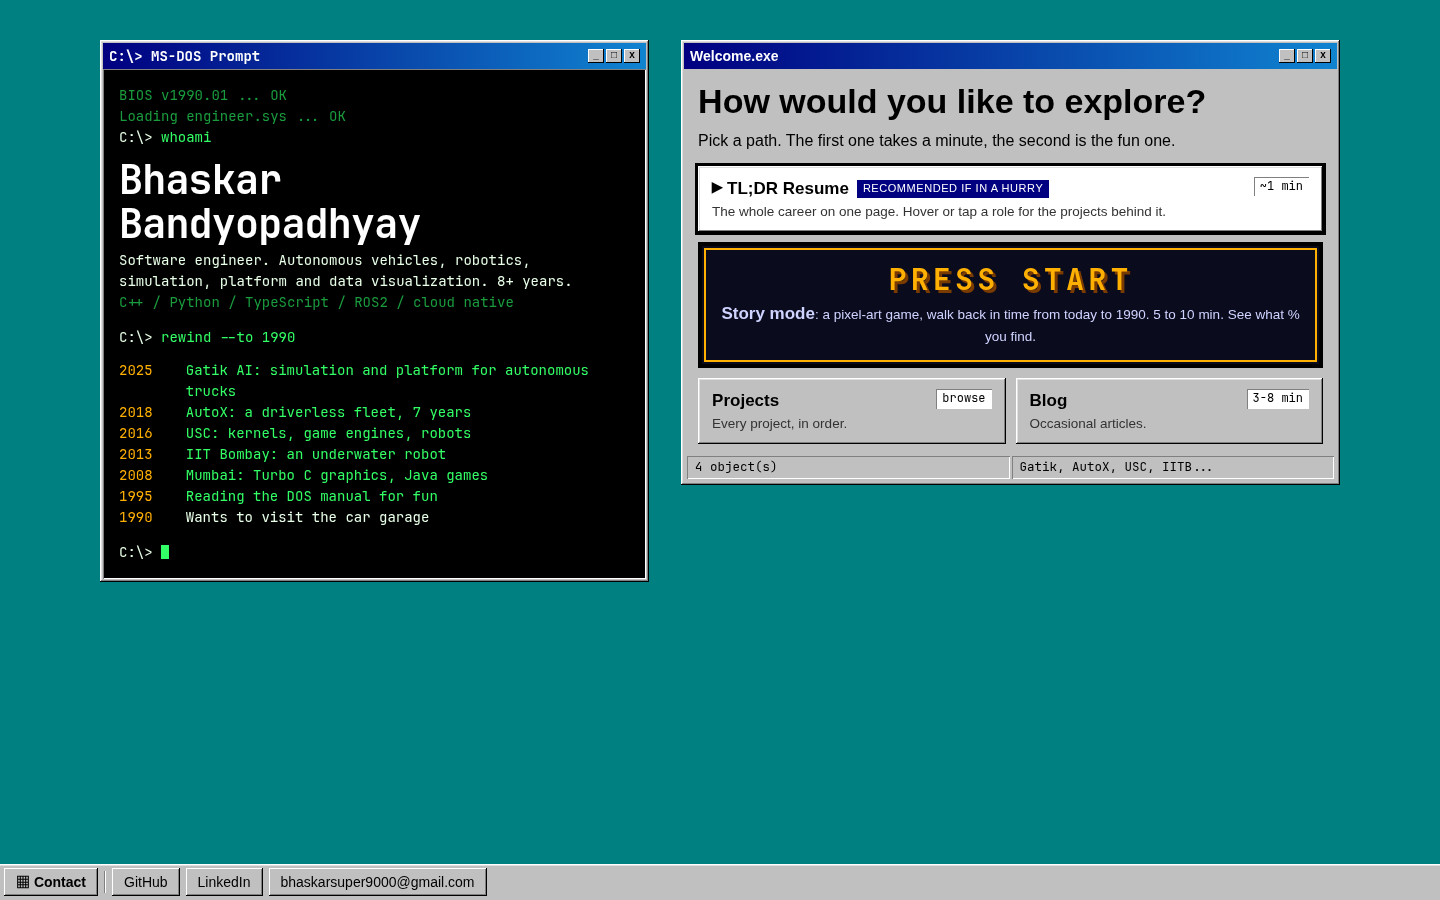 C:\> MS-DOS Prompt
_ □ x
BIOS v1990.01 ... OK
Loading engineer.sys ... OK
C:\> whoami
Bhaskar
Bandyopadhyay
Software engineer. Autonomous vehicles, robotics,
simulation, platform and data visualization. 8+ years.
C++ / Python / TypeScript / ROS2 / cloud native
C:\> rewind --to 1990
2025 Gatik AI: simulation and platform for autonomous
trucks
2018 AutoX: a driverless fleet, 7 years
2016 USC: kernels, game engines, robots
2013 IIT Bombay: an underwater robot
2008 Mumbai: Turbo C graphics, Java games
1995 Reading the DOS manual for fun
1990 Wants to visit the car garage
C:\>
Welcome.exe
_ □ x
How would you like to explore?
Pick a path. The first one takes a minute, the second is the fun one.
▶ TL;DR Resume RECOMMENDED IF IN A HURRY ~1 min
The whole career on one page. Hover or tap a role for the projects behind it.
PRESS START
Story mode: a pixel-art game, walk back in time from today to 1990. 5 to 10 min. See what %
you find.
Projects browse
Every project, in order.
Blog 3-8 min
Occasional articles.
4 object(s)
Gatik, AutoX, USC, IITB...
▦ Contact
GitHub
LinkedIn
bhaskarsuper9000@gmail.com